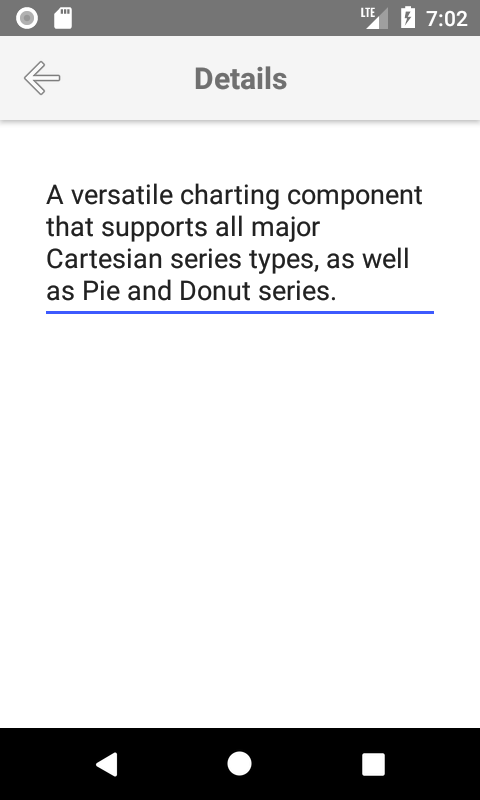 LTE 7:02
Details
A versatile charting component
that supports all major
Cartesian series types, as well
as Pie and Donut series.